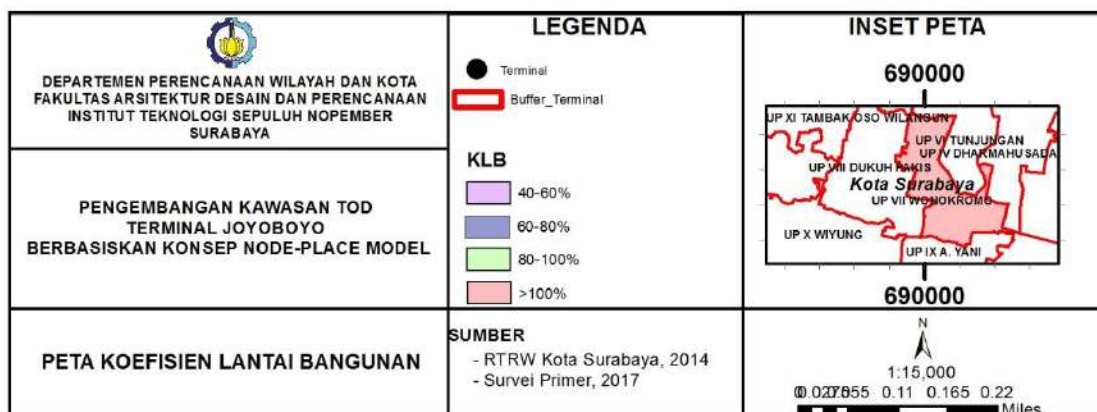 DEPARTEMEN PERENCANAAN WILAYAH DAN KOTA
FAKULTAS ARSITEKTUR DESAIN DAN PERENCANAAN
INSTITUT TEKNOLOGI SEPULUH NOPEMBER
SURABAYA
PENGEMBANGAN KAWASAN TOD
TERMINAL JOYOBOYO
BERBASISKAN KONSEP NODE-PLACE MODEL
PETA KOEFISIEN LANTAI BANGUNAN
LEGENDA
Terminal
Buffer_Terminal
KLB
40-60%
60-80%
80-100%
>100%
SUMBER
- RTRW Kota Surabaya, 2014
- Survei Primer, 2017
INSET PETA
690000
UP XI TAMBAK OSO WILANGUN
UP VI TUNJUNGAN
UP IV DHARMAHUSADA
UP VIII DUKUH PAKIS
Kota Surabaya
UP VII WONOKROMO
UP X WIYUNG
UP IX A. YANI
690000
N
1:15,000
0.11 0.165 0.22
Miles